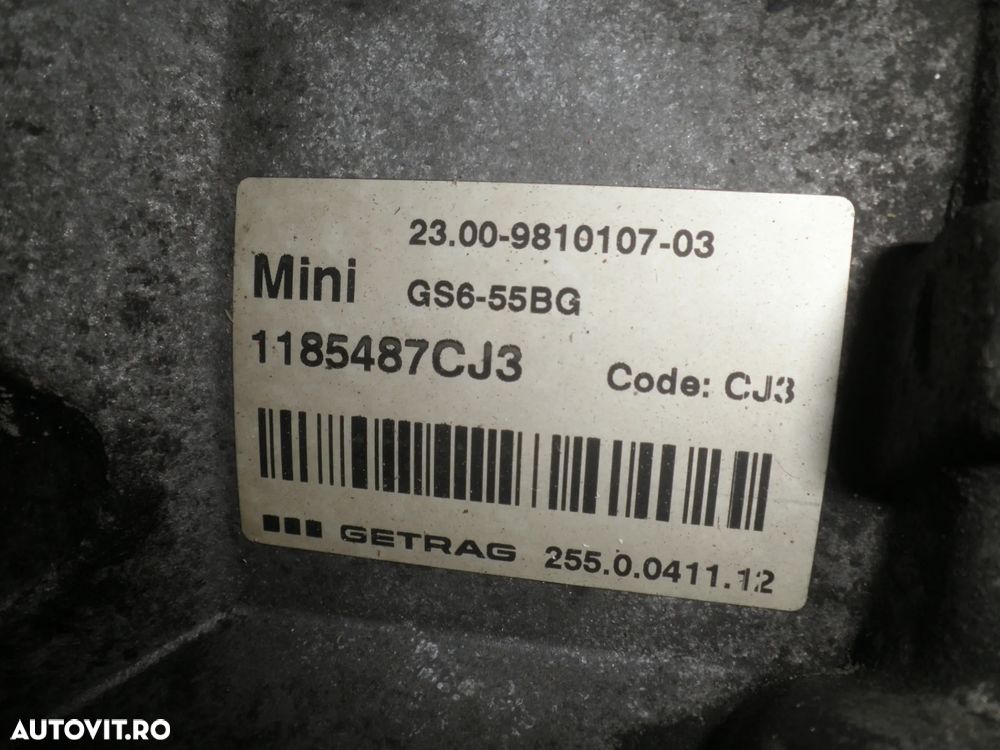 23.00-9810107-03
Mini GS6-55BG
1185487CJ3 Code: CJ3
GETRAG 255.0.0411.12
AUTOVIT.RO